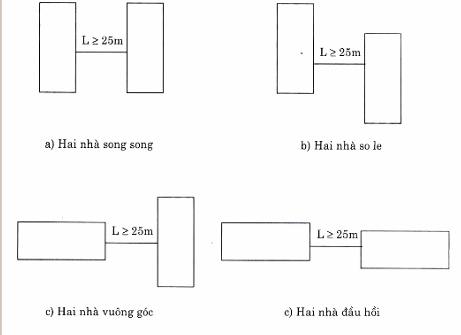 L ≥ 25m
L ≥ 25m
a) Hai nhà song song
b) Hai nhà so le
L ≥ 25m
L ≥ 25m
c) Hai nhà vuông góc
c) Hai nhà đầu hồi